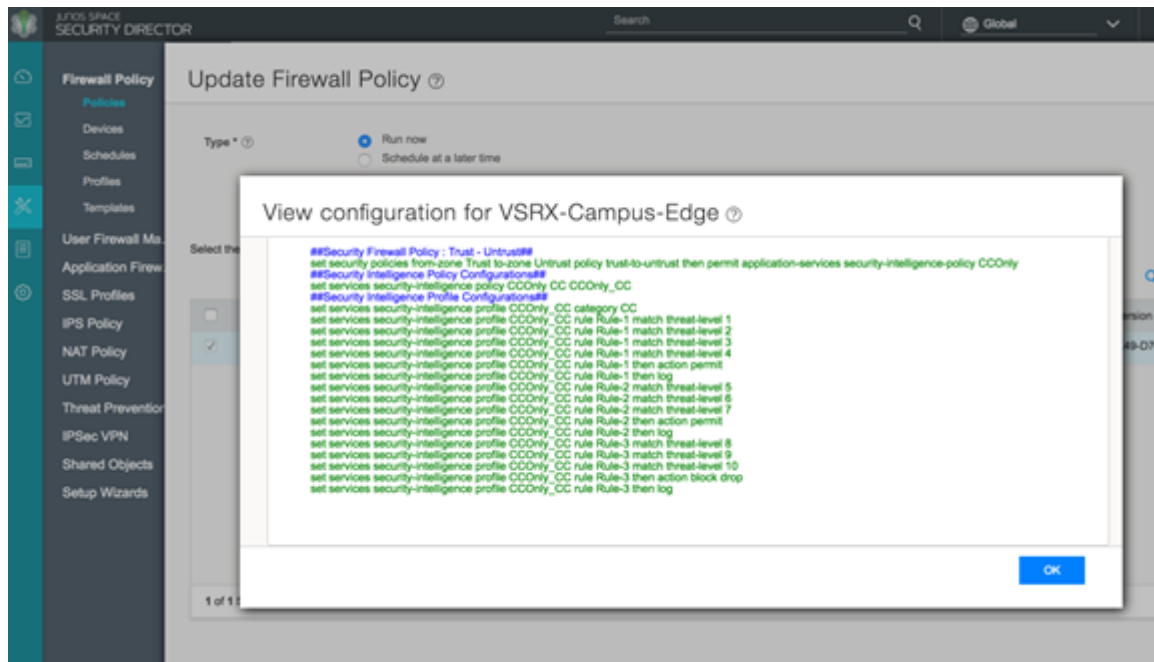 JUNOS SPACE
SECURITY DIRECTOR
Search
Global
Firewall Policy
Policies
Devices
Schedules
Profiles
Templates
User Firewall Ma..
Application Firew..
SSL Profiles
IPS Policy
NAT Policy
UTM Policy
Threat Prevention
IPSec VPN
Shared Objects
Setup Wizards
Update Firewall Policy
Type *
Run now
Schedule at a later time
Select the
View configuration for VSRX-Campus-Edge
##Security Firewall Policy : Trust - Untrust##
set security policies from-zone Trust to-zone Untrust policy trust-to-untrust then permit application-services security-intelligence-policy CCOnly
##Security Intelligence Policy Configurations##
set services security-intelligence policy CCOnly CC CCOnly_CC
##Security Intelligence Profile Configurations##
set services security-intelligence profile CCOnly_CC category CC
set services security-intelligence profile CCOnly_CC rule Rule-1 match threat-level 1
set services security-intelligence profile CCOnly_CC rule Rule-1 match threat-level 2
set services security-intelligence profile CCOnly_CC rule Rule-1 match threat-level 3
set services security-intelligence profile CCOnly_CC rule Rule-1 match threat-level 4
set services security-intelligence profile CCOnly_CC rule Rule-1 then action permit
set services security-intelligence profile CCOnly_CC rule Rule-1 then log
set services security-intelligence profile CCOnly_CC rule Rule-2 match threat-level 5
set services security-intelligence profile CCOnly_CC rule Rule-2 match threat-level 6
set services security-intelligence profile CCOnly_CC rule Rule-2 match threat-level 7
set services security-intelligence profile CCOnly_CC rule Rule-2 then action permit
set services security-intelligence profile CCOnly_CC rule Rule-2 then log
set services security-intelligence profile CCOnly_CC rule Rule-3 match threat-level 8
set services security-intelligence profile CCOnly_CC rule Rule-3 match threat-level 9
set services security-intelligence profile CCOnly_CC rule Rule-3 match threat-level 10
set services security-intelligence profile CCOnly_CC rule Rule-3 then action block drop
set services security-intelligence profile CCOnly_CC rule Rule-3 then log
OK
ersion
49-D7
1 of 1